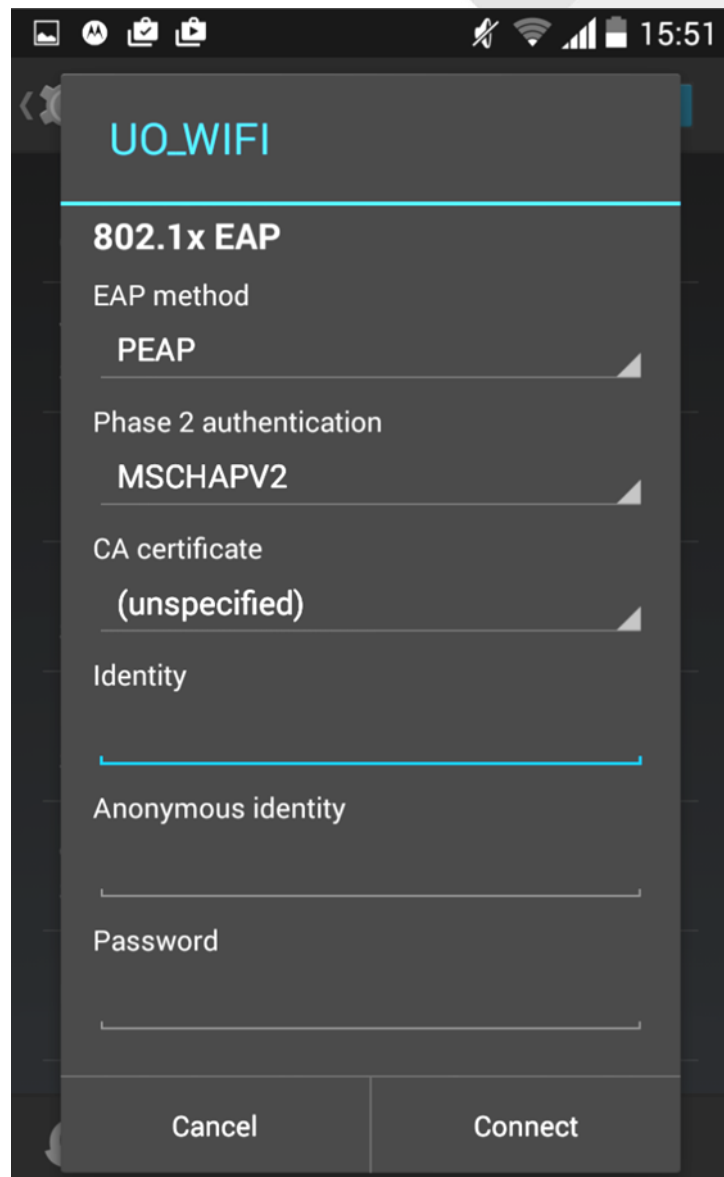 15:51
UO_WIFI
802.1x EAP
EAP method
PEAP
Phase 2 authentication
MSCHAPV2
CA certificate
(unspecified)
Identity
Anonymous identity
Password
Cancel Connect